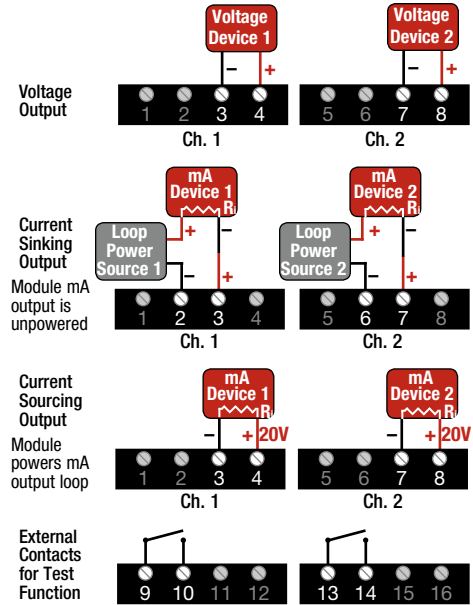 Voltage
Device 1
Voltage
Device 2
– +
– +
Voltage
Output
1 2 3 4
5 6 7 8
Ch. 1
Ch. 2
mA
Device 1
Ri
mA
Device 2
Ri
Current
Sinking
Output
Loop
Power
Source 1
+ –
– +
Loop
Power
Source 2
+ –
– +
Module mA
output is
unpowered
1 2 3 4
5 6 7 8
Ch. 1
Ch. 2
Current
Sourcing
Output
mA
Device 1
Ri
mA
Device 2
Ri
– + 20V
– + 20V
Module
powers mA
output loop
1 2 3 4
5 6 7 8
Ch. 1
Ch. 2
External
Contacts
for Test
Function
9 10 11 12
13 14 15 16